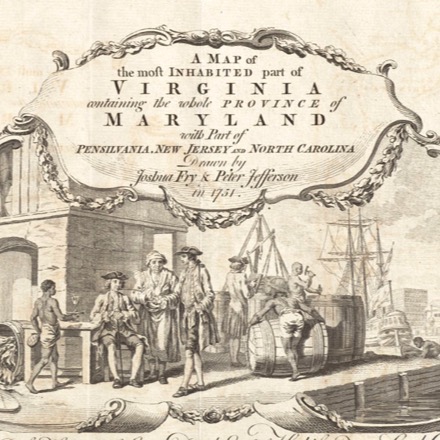 A MAP of
the most INHABITED part of
VIRGINIA
containing the whole PROVINCE of
MARYLAND
with Part of
PENSILVANIA, NEW JERSEY AND NORTH CAROLINA
Drawn by
Joshua Fry & Peter Jefferson
in 1751.